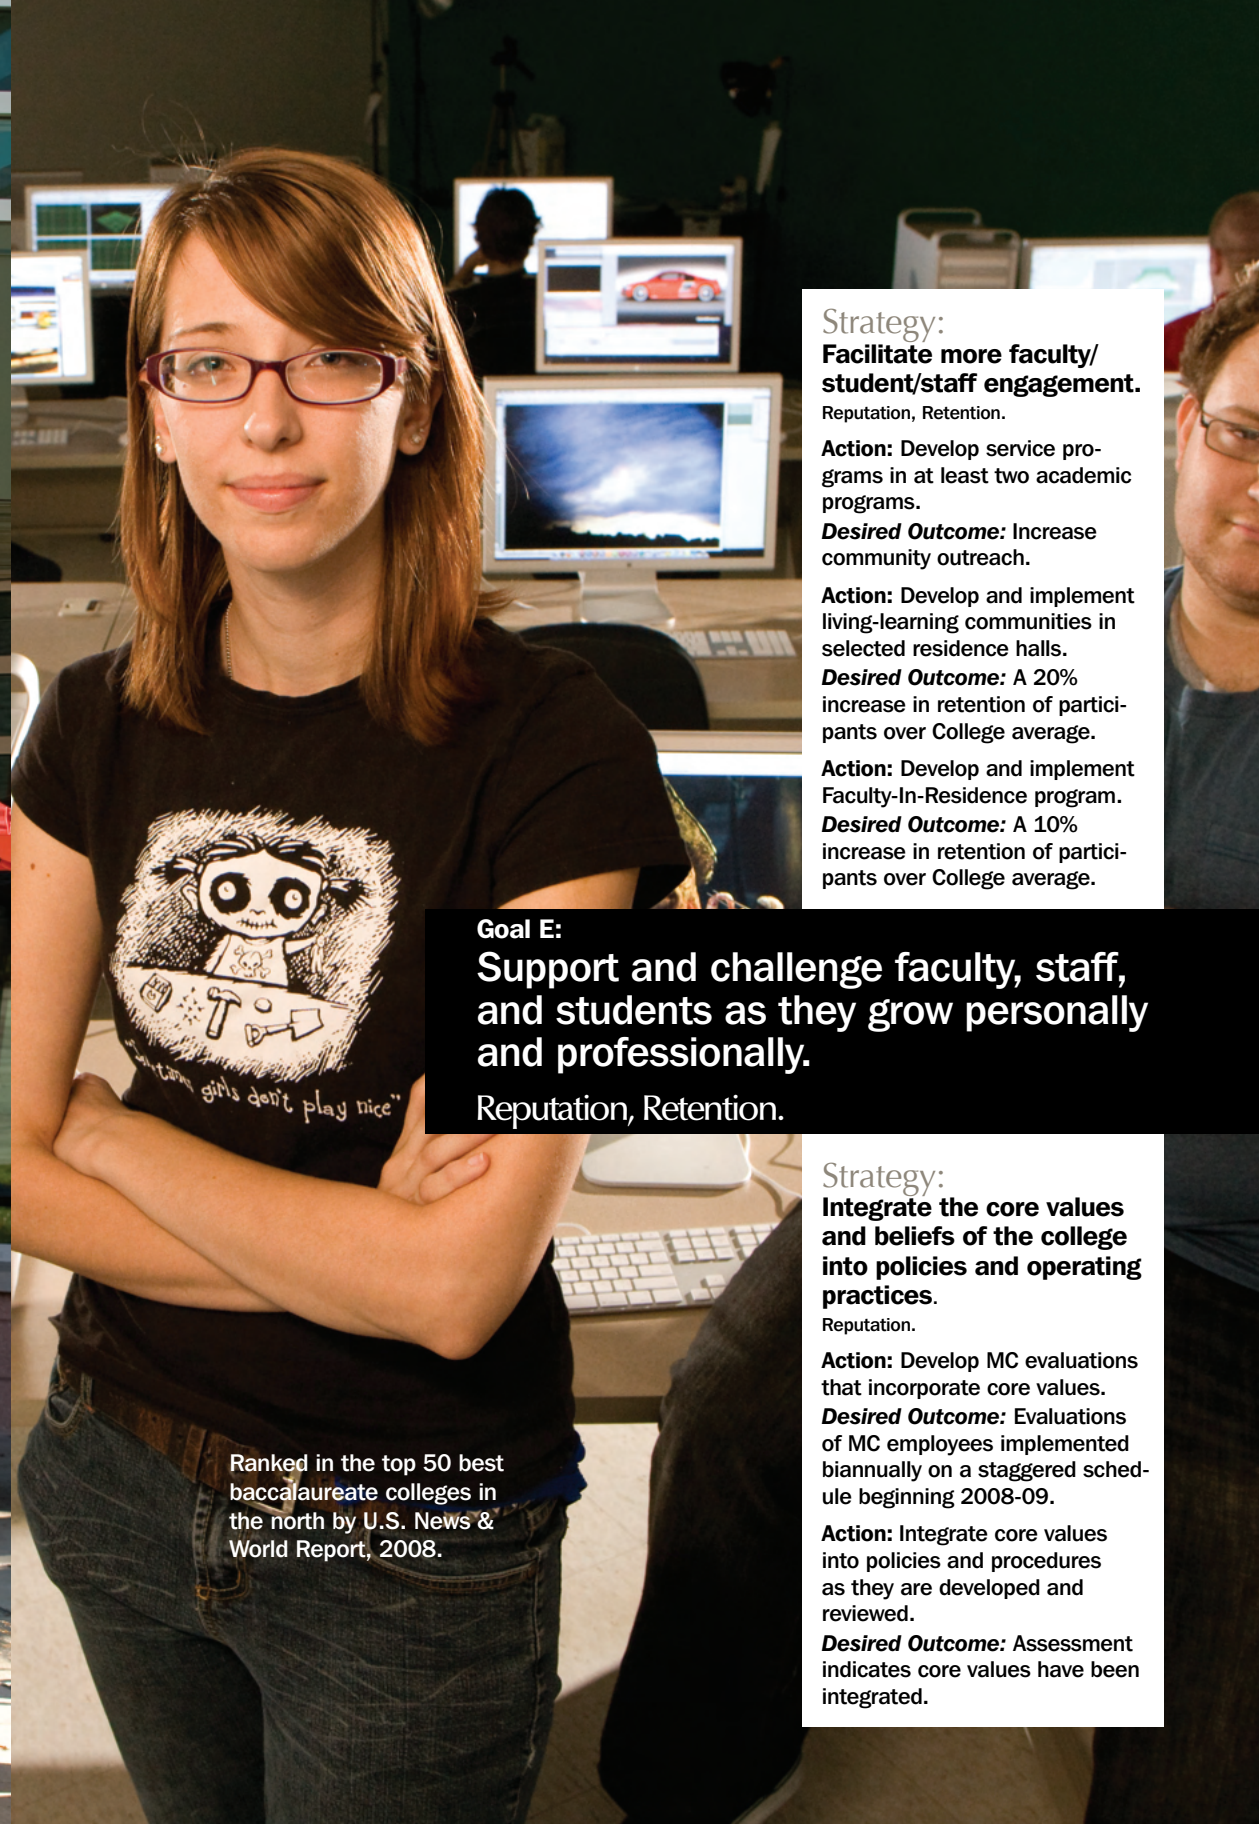 Strategy:
Facilitate more faculty/
student/staff engagement.
Reputation, Retention.
Action: Develop service pro-
grams in at least two academic
programs.
Desired Outcome: Increase
community outreach.
Action: Develop and implement
living-learning communities in
selected residence halls.
Desired Outcome: A 20%
increase in retention of partici-
pants over College average.
Action: Develop and implement
Faculty-In-Residence program.
Desired Outcome: A 10%
increase in retention of partici-
pants over College average.
Goal E:
Support and challenge faculty, staff,
and students as they grow personally
and professionally.
Reputation, Retention.
girls don't play nice"
Strategy:
Integrate the core values
and beliefs of the college
into policies and operating
practices.
Reputation.
Action: Develop MC evaluations
that incorporate core values.
Desired Outcome: Evaluations
of MC employees implemented
biannually on a staggered sched-
ule beginning 2008-09.
Action: Integrate core values
into policies and procedures
as they are developed and
reviewed.
Desired Outcome: Assessment
indicates core values have been
integrated.
Ranked in the top 50 best
baccalaureate colleges in
the north by U.S. News &
World Report, 2008.